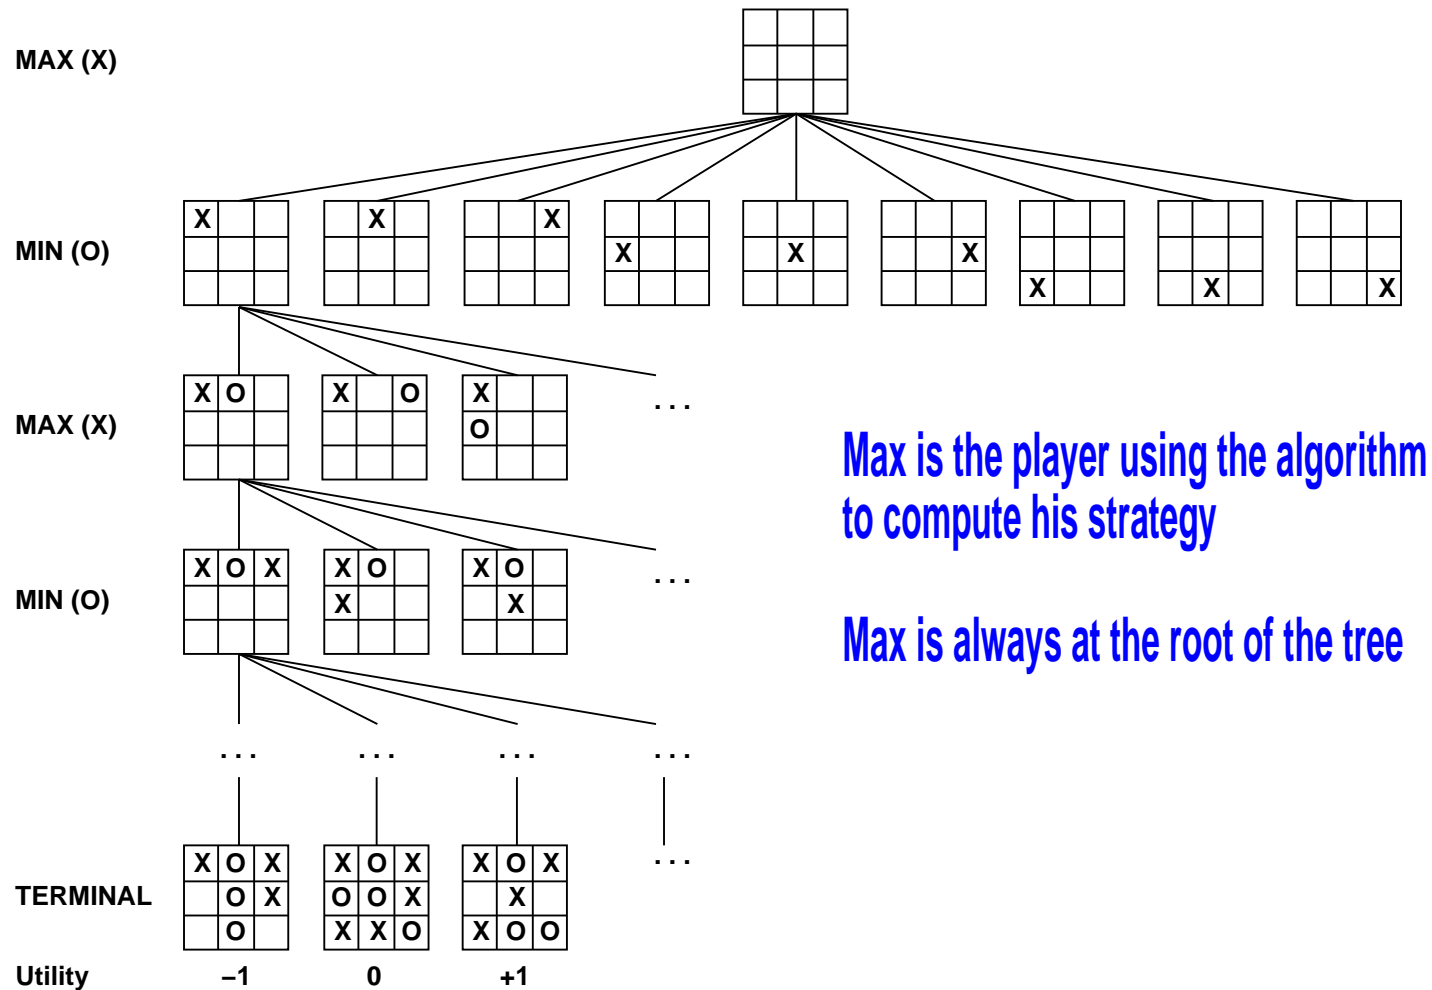 MAX (X)
MIN (O)
X X X X X X X X X
MAX (X)
X O X O X
O
. . .
MIN (O)
X O X X O X O
X X
. . .
Max is the player using the algorithm
to compute his strategy
Max is always at the root of the tree
. . . . . . . . . . . .
TERMINAL
X O X X O X X O X
O X O O X X
O X X O X O O
. . .
Utility –1 0 +1